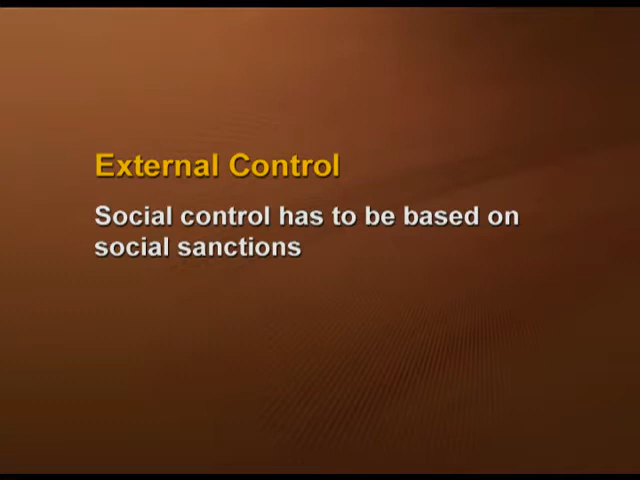 External Control
Social control has to be based on
social sanctions